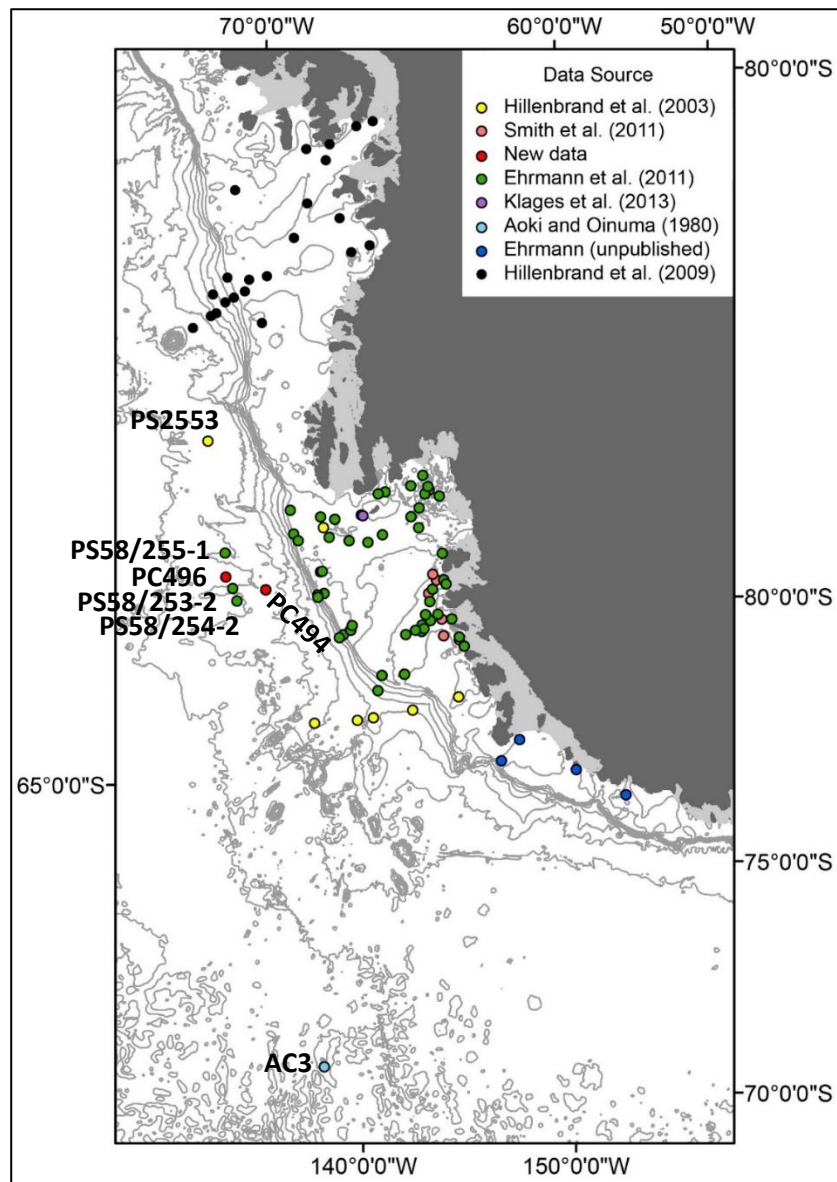 70°0'0"W 60°0'0"W 50°0'0"W
80°0'0"S
Data Source
Hillenbrand et al. (2003)
Smith et al. (2011)
New data
Ehrmann et al. (2011)
Klages et al. (2013)
Aoki and Oinuma (1980)
Ehrmann (unpublished)
Hillenbrand et al. (2009)
PS2553
PS58/255-1
PC496
PS58/253-2
PS58/254-2
PC494
80°0'0"S
65°0'0"S
75°0'0"S
AC3
70°0'0"S
140°0'0"W 150°0'0"W